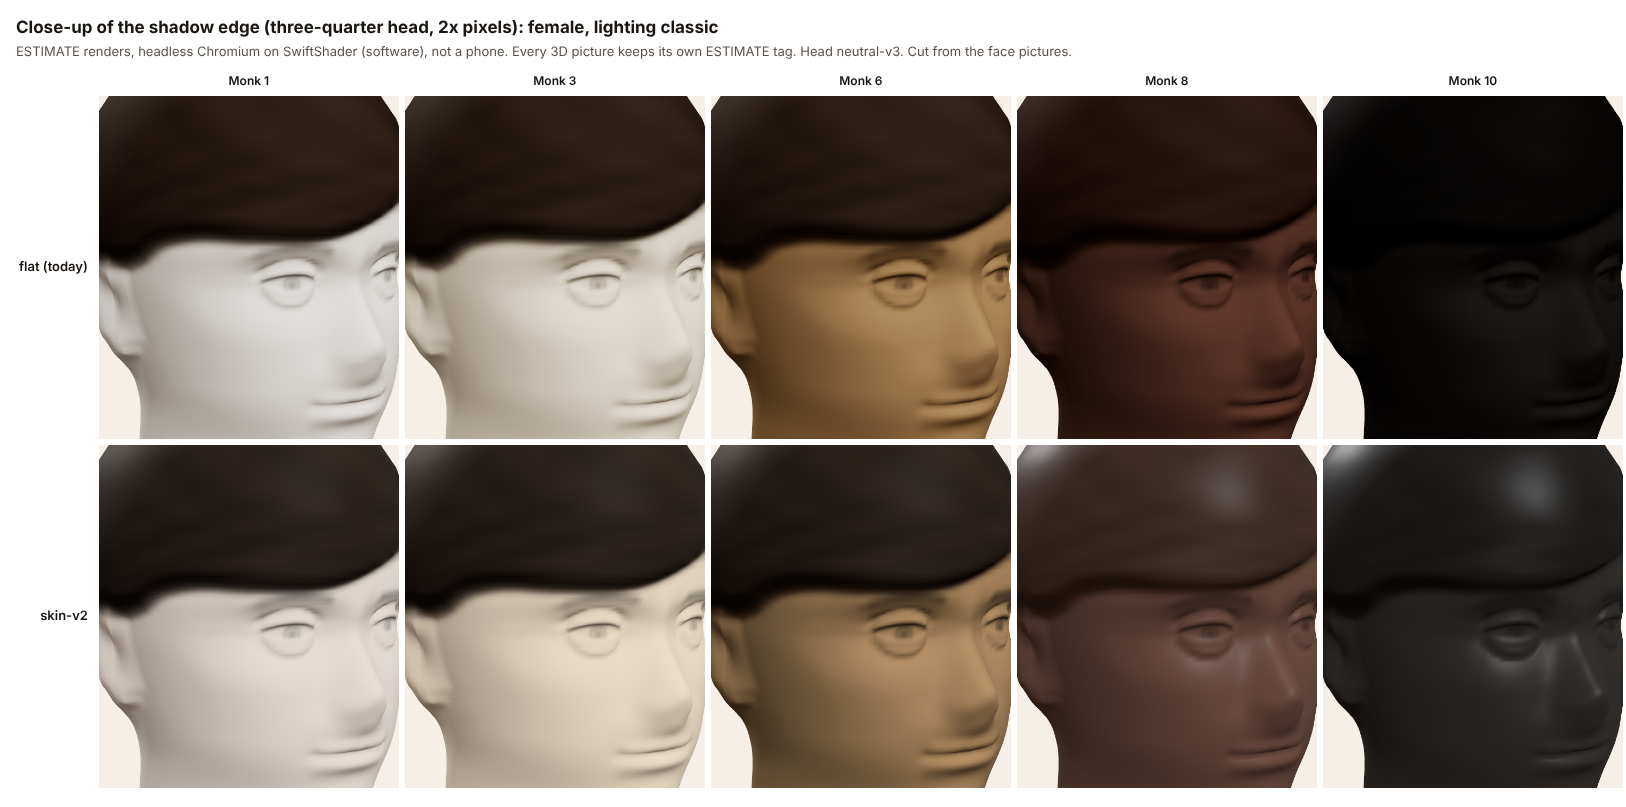 Close-up of the shadow edge (three-quarter head, 2x pixels): female, lighting classic
ESTIMATE renders, headless Chromium on SwiftShader (software), not a phone. Every 3D picture keeps its own ESTIMATE tag. Head neutral-v3. Cut from the face pictures.
Monk 1 Monk 3 Monk 6 Monk 8 Monk 10
flat (today)
skin-v2